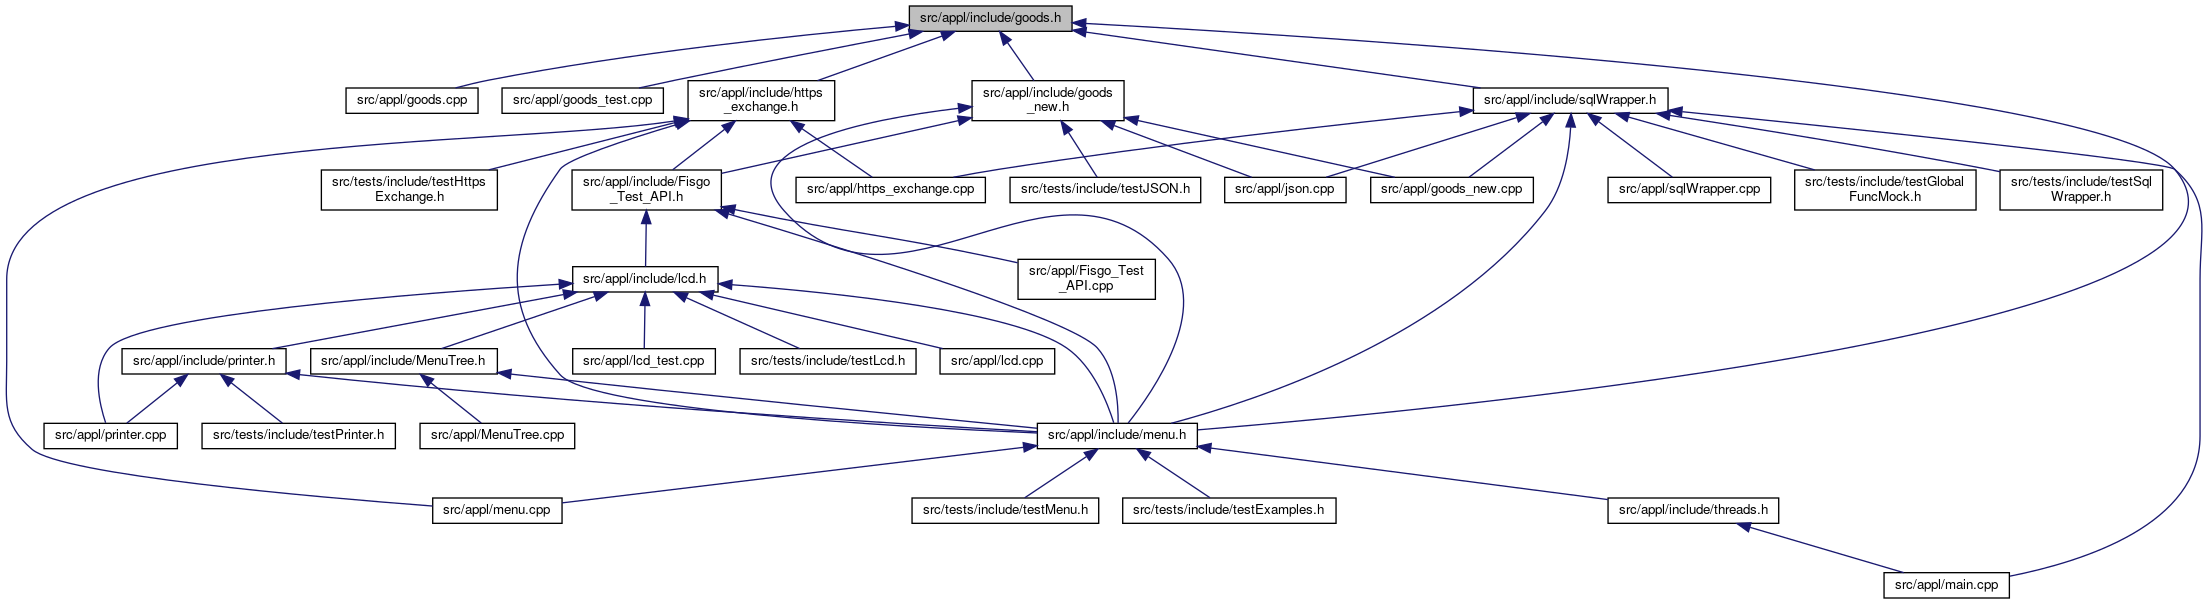 src/appl/include/goods.h
src/appl/goods.cpp
src/appl/goods_test.cpp
src/appl/include/https
_exchange.h
src/appl/include/goods
_new.h
src/appl/include/sqlWrapper.h
src/tests/include/testHttps
Exchange.h
src/appl/include/Fisgo
_Test_API.h
src/appl/https_exchange.cpp
src/tests/include/testJSON.h
src/appl/json.cpp
src/appl/goods_new.cpp
src/appl/sqlWrapper.cpp
src/tests/include/testGlobal
FuncMock.h
src/tests/include/testSql
Wrapper.h
src/appl/include/lcd.h
src/appl/Fisgo_Test
_API.cpp
src/appl/include/printer.h
src/appl/include/MenuTree.h
src/appl/lcd_test.cpp
src/tests/include/testLcd.h
src/appl/lcd.cpp
src/appl/printer.cpp
src/tests/include/testPrinter.h
src/appl/MenuTree.cpp
src/appl/include/menu.h
src/appl/menu.cpp
src/tests/include/testMenu.h
src/tests/include/testExamples.h
src/appl/include/threads.h
src/appl/main.cpp